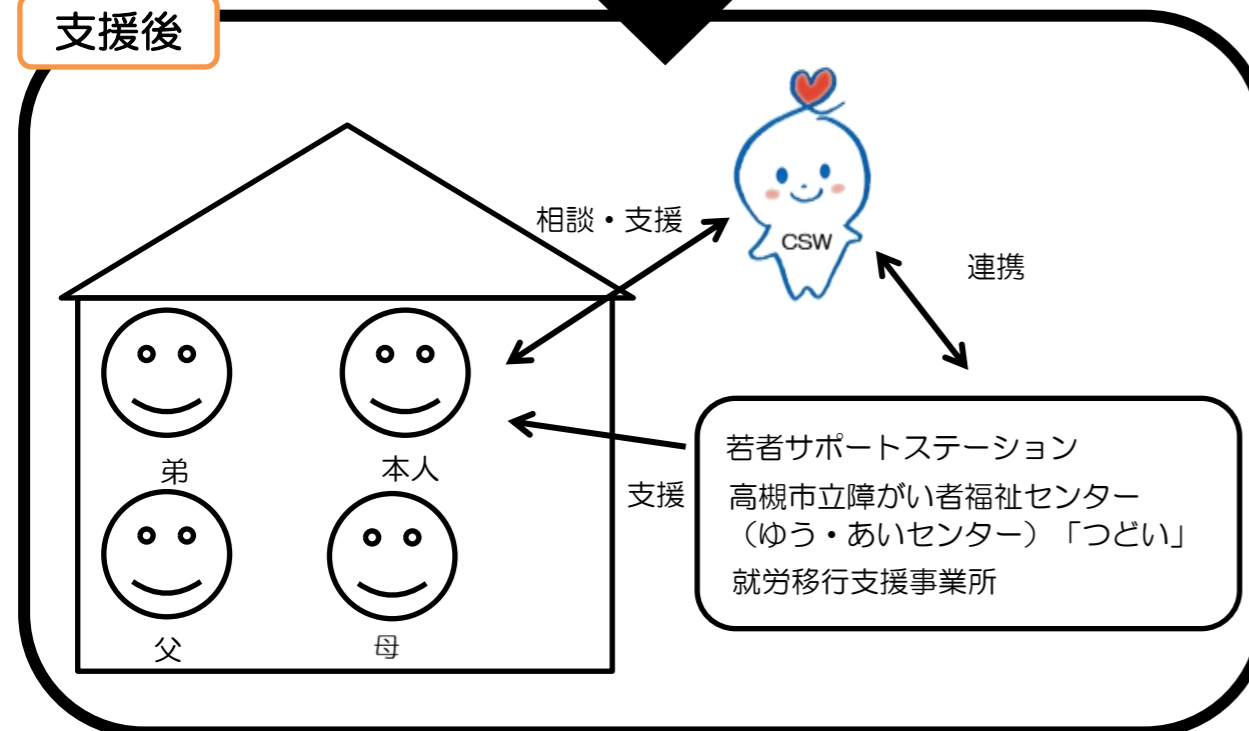 支援後
相談・支援
CSW
連携
弟
本人
父
母
支援
若者サポートステーション
高槻市立障がい者福祉センター
（ゆう・あいセンター）「つどい」
就労移行支援事業所